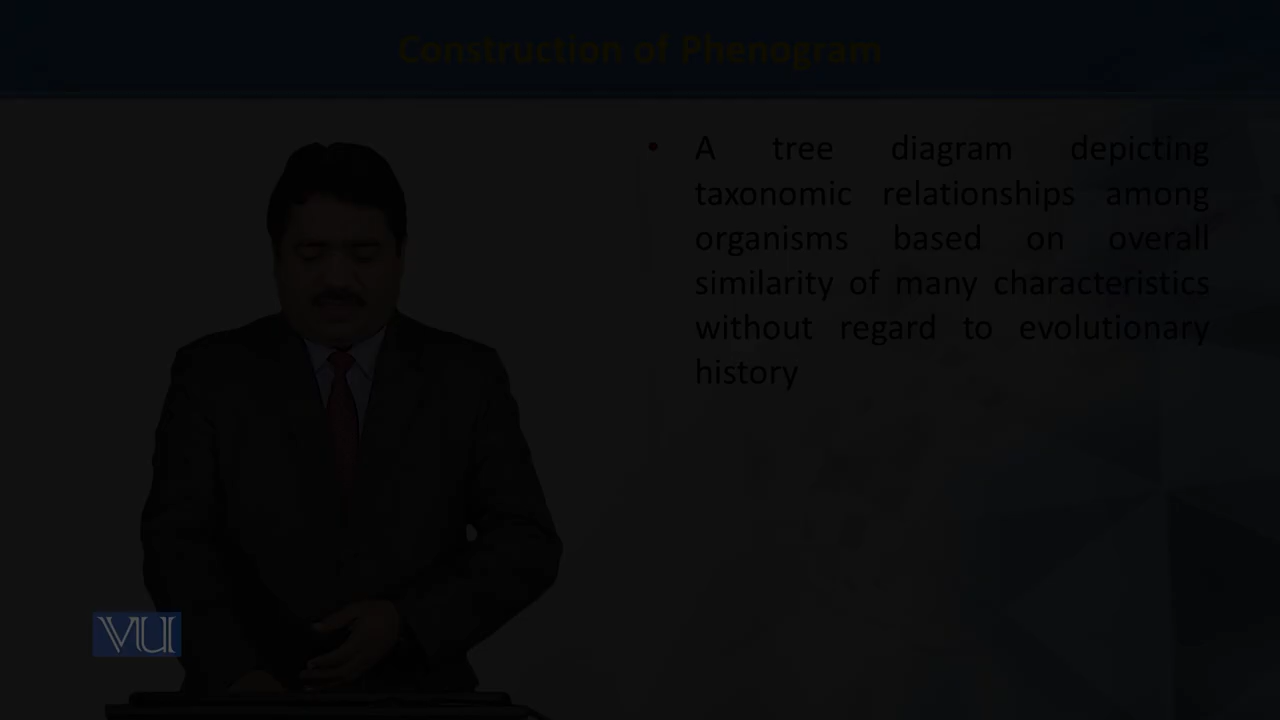 Construction of Phenogram
• A tree diagram depicting
taxonomic relationships among
organisms based on overall
similarity of many characteristics
without regard to evolutionary
history
VU